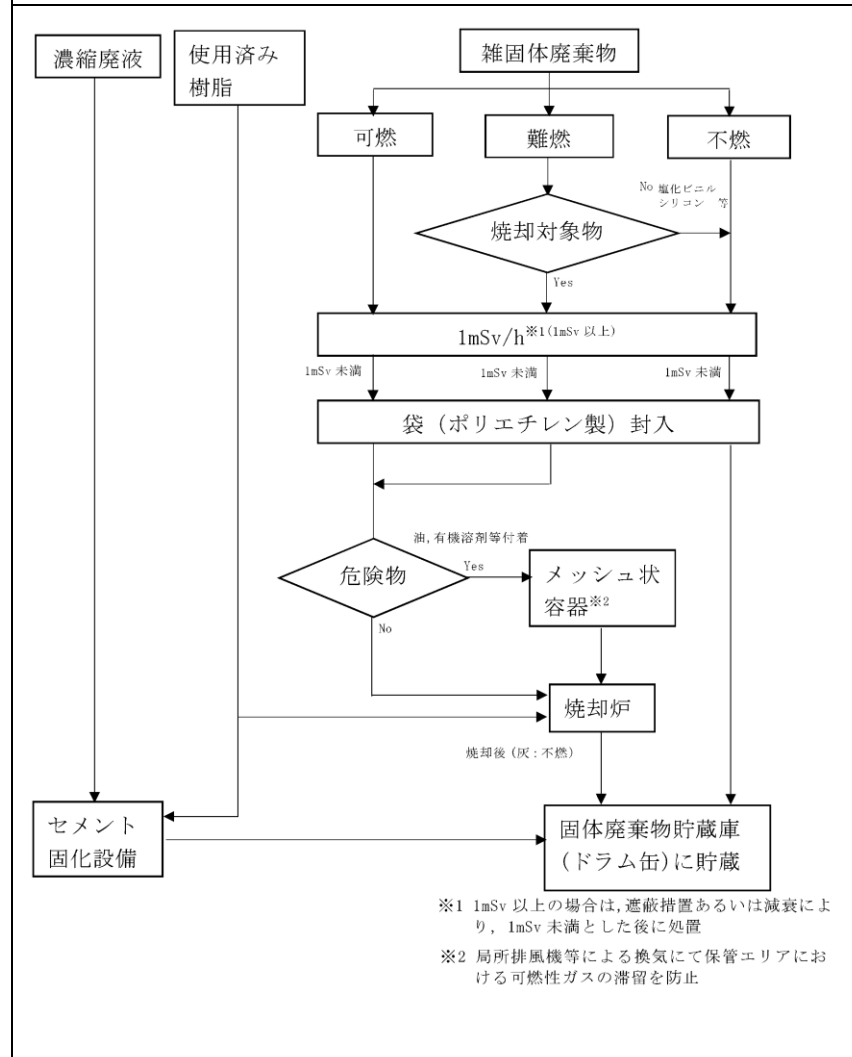 濃縮廃液
使用済み
樹脂
雑固体廃棄物
可燃
難燃
不燃
No 塩化ビニル
シリコン 等
焼却対象物
Yes
1mSv/h※1(1mSv 以上)
1mSv 未満
1mSv 未満
1mSv 未満
袋（ポリエチレン製）封入
油,有機溶剤等付着
危険物
Yes
メッシュ状
容器※2
No
焼却炉
焼却後(灰:不燃)
セメント
固化設備
固体廃棄物貯蔵庫
(ドラム缶)に貯蔵
※1 1mSv 以上の場合は,遮蔽措置あるいは減衰によ
り, 1mSv 未満とした後に処置
※2 局所排風機等による換気にて保管エリアにお
ける可燃性ガスの滞留を防止